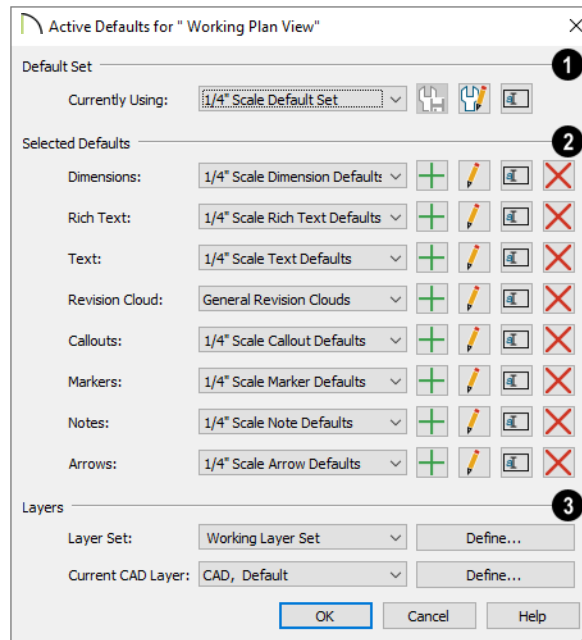 Active Defaults for " Working Plan View"
Default Set 1
Currently Using: 1/4" Scale Default Set
Selected Defaults 2
Dimensions: 1/4" Scale Dimension Defaults
Rich Text: 1/4" Scale Rich Text Defaults
Text: 1/4" Scale Text Defaults
Revision Cloud: General Revision Clouds
Callouts: 1/4" Scale Callout Defaults
Markers: 1/4" Scale Marker Defaults
Notes: 1/4" Scale Note Defaults
Arrows: 1/4" Scale Arrow Defaults
Layers 3
Layer Set: Working Layer Set Define...
Current CAD Layer: CAD, Default Define...
OK Cancel Help